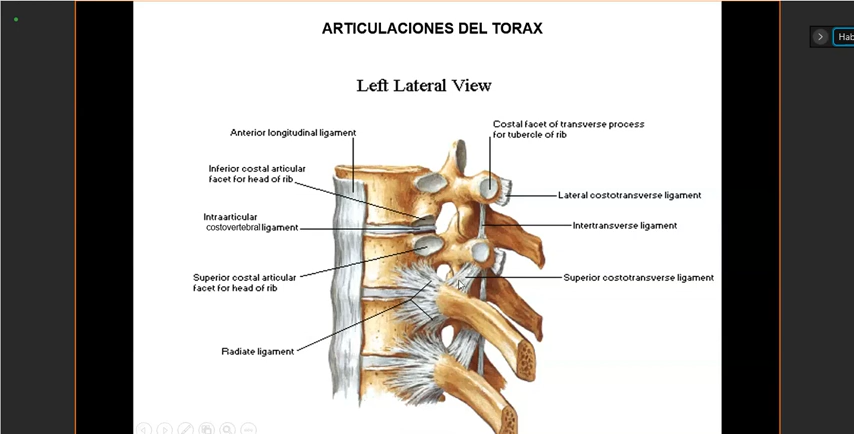 ARTICULACIONES DEL TORAX
Hab
Left Lateral View
Costal facet of transverse process
for tubercle of rib
Anterior longitudinal ligament
Inferior costal articular
facet for head of rib
Lateral costotransverse ligament
Intraarticular
costovertebral ligament
Intertransverse ligament
Superior costal articular
facet for head of rib
Superior costotransverse ligament
Radiate ligament